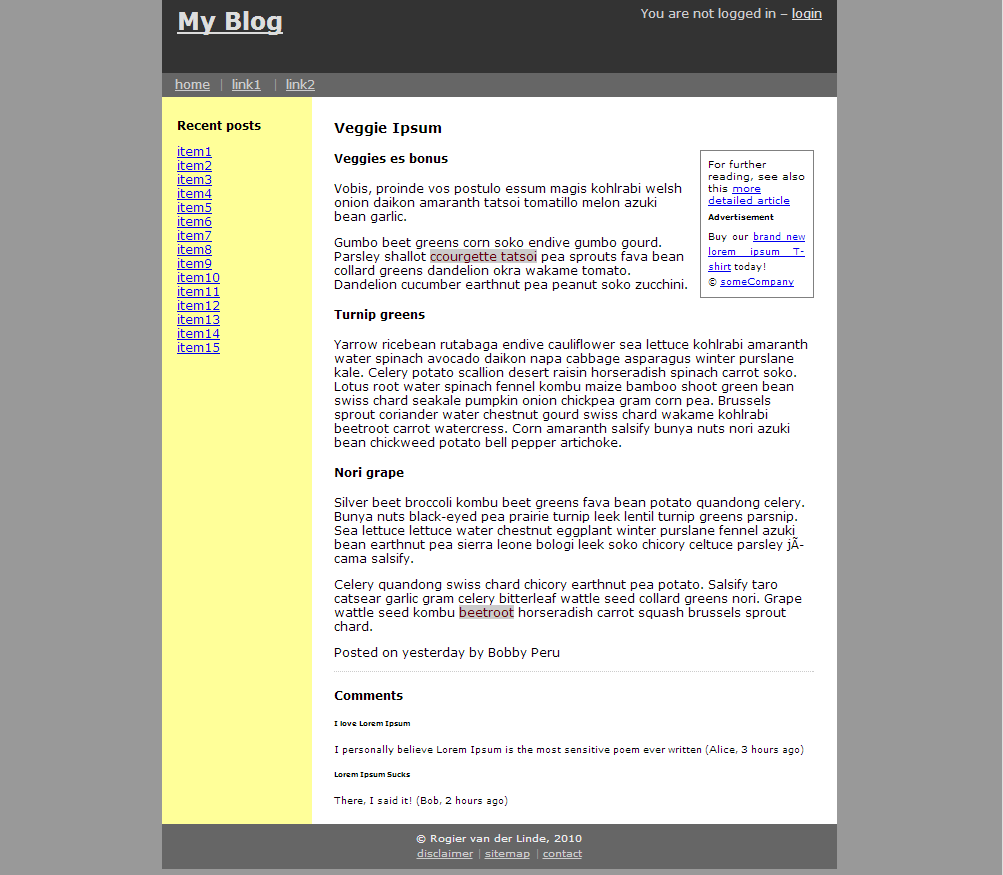 My Blog
You are not logged in – login
home | link1 | link2
Recent posts
item1
item2
item3
item4
item5
item6
item7
item8
item9
item10
item11
item12
item13
item14
item15
Veggie Ipsum
Veggies es bonus
Vobis, proinde vos postulo essum magis kohlrabi welsh
onion daikon amaranth tatsoi tomatillo melon azuki
bean garlic.
Gumbo beet greens corn soko endive gumbo gourd.
Parsley shallot ccourgette tatsoi pea sprouts fava bean
collard greens dandelion okra wakame tomato.
Dandelion cucumber earthnut pea peanut soko zucchini.
For further
reading, see also
this more
detailed article
Advertisement
Buy our brand new
lorem ipsum T-
shirt today!
© someCompany
Turnip greens
Yarrow ricebean rutabaga endive cauliflower sea lettuce kohlrabi amaranth
water spinach avocado daikon napa cabbage asparagus winter purslane
kale. Celery potato scallion desert raisin horseradish spinach carrot soko.
Lotus root water spinach fennel kombu maize bamboo shoot green bean
swiss chard seakale pumpkin onion chickpea gram corn pea. Brussels
sprout coriander water chestnut gourd swiss chard wakame kohlrabi
beetroot carrot watercress. Corn amaranth salsify bunya nuts nori azuki
bean chickweed potato bell pepper artichoke.
Nori grape
Silver beet broccoli kombu beet greens fava bean potato quandong celery.
Bunya nuts black-eyed pea prairie turnip leek lentil turnip greens parsnip.
Sea lettuce lettuce water chestnut eggplant winter purslane fennel azuki
bean earthnut pea sierra leone bologi leek soko chicory celtuce parsley jÃ-
cama salsify.
Celery quandong swiss chard chicory earthnut pea potato. Salsify taro
catsear garlic gram celery bitterleaf wattle seed collard greens nori. Grape
wattle seed kombu beetroot horseradish carrot squash brussels sprout
chard.
Posted on yesterday by Bobby Peru
Comments
I love Lorem Ipsum
I personally believe Lorem Ipsum is the most sensitive poem ever written (Alice, 3 hours ago)
Lorem Ipsum Sucks
There, I said it! (Bob, 2 hours ago)
© Rogier van der Linde, 2010
disclaimer | sitemap | contact